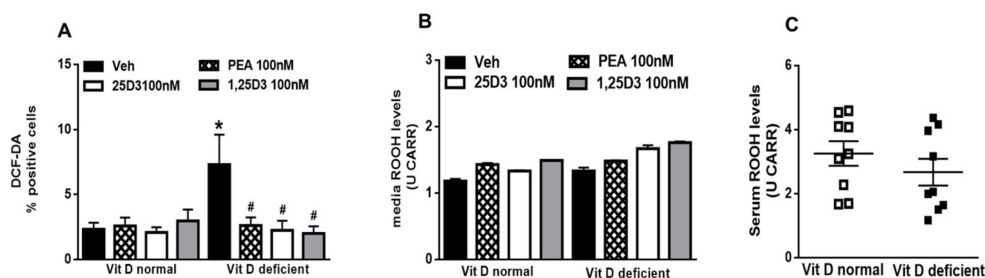 A
15
10
5
0
DCF-DA
% positive cells
Veh
PEA 100nM
25D3100nM
1,25D3 100nM
*
#
#
#
Vit D normal
Vit D deficient
B
3
2
1
0
media ROOH levels
(U CARR)
Veh
PEA 100nM
25D3 100nM
1,25D3 100nM
Vit D normal
Vit D deficient
C
6
4
2
0
Serum ROOH levels
(U CARR)
Vit D normal
Vit D deficient